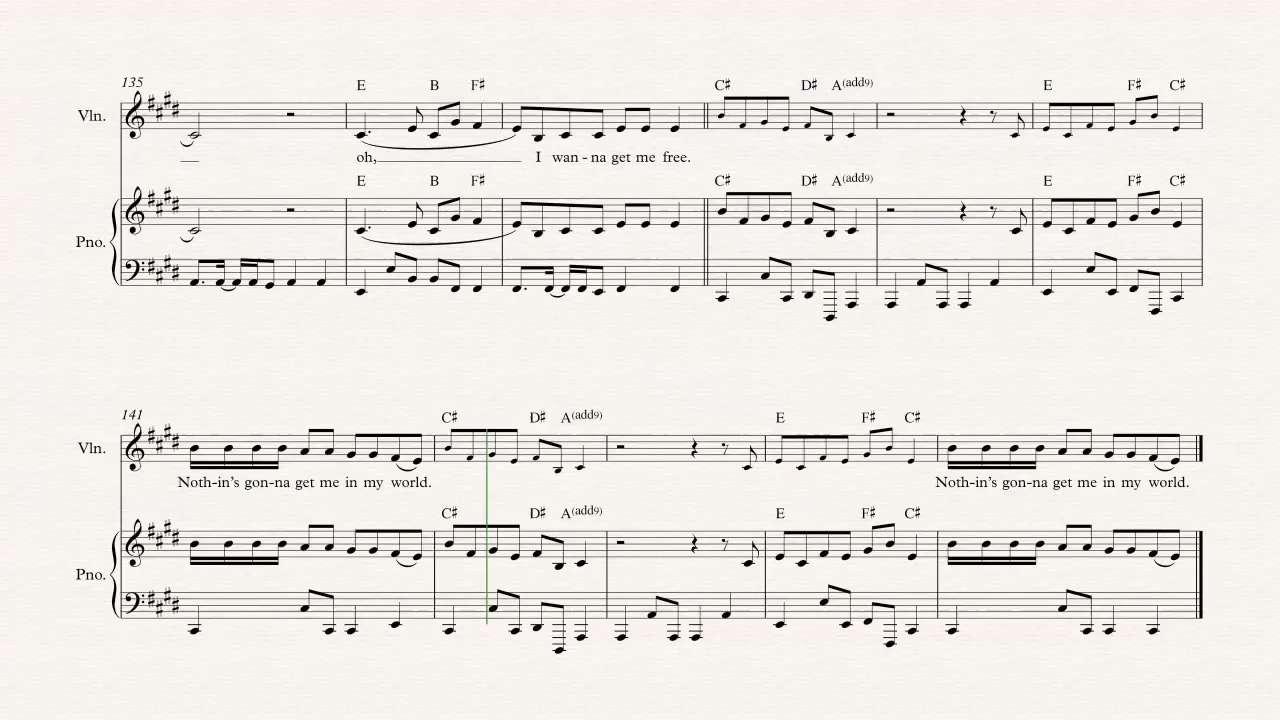 135
E B F♯ C♯ D♯ A(add9) E F♯ C♯
Vln.
oh, I wan - na get me free.
E B F♯ C♯ D♯ A(add9) E F♯ C♯
Pno.
141
C♯ D♯ A(add9) E F♯ C♯
Vln.
Noth-in's gon-na get me in my world. Noth-in's gon-na get me in my world.
C♯ D♯ A(add9) E F♯ C♯
Pno.